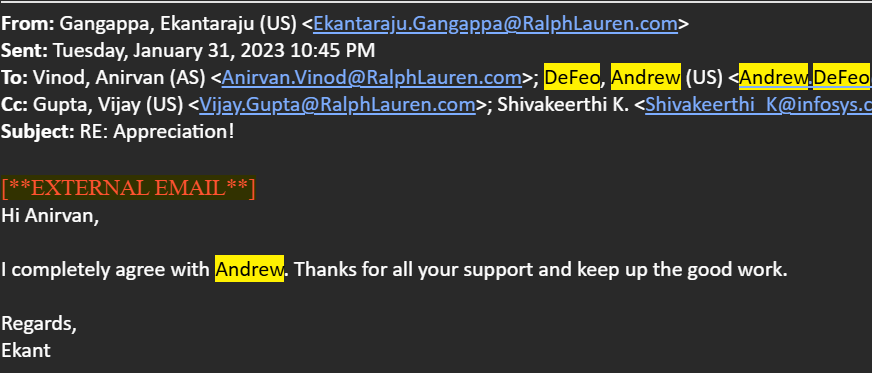 From: Gangappa, Ekantaraju (US) <Ekantaraju.Gangappa@RalphLauren.com>
Sent: Tuesday, January 31, 2023 10:45 PM
To: Vinod, Anirvan (AS) <Anirvan.Vinod@RalphLauren.com>; DeFeo, Andrew (US) <Andrew.DeFeo
Cc: Gupta, Vijay (US) <Vijay.Gupta@RalphLauren.com>; Shivakeerthi K. <Shivakeerthi_K@infosys.c
Subject: RE: Appreciation!
[**EXTERNAL EMAIL**]
Hi Anirvan,
I completely agree with Andrew. Thanks for all your support and keep up the good work.
Regards,
Ekant